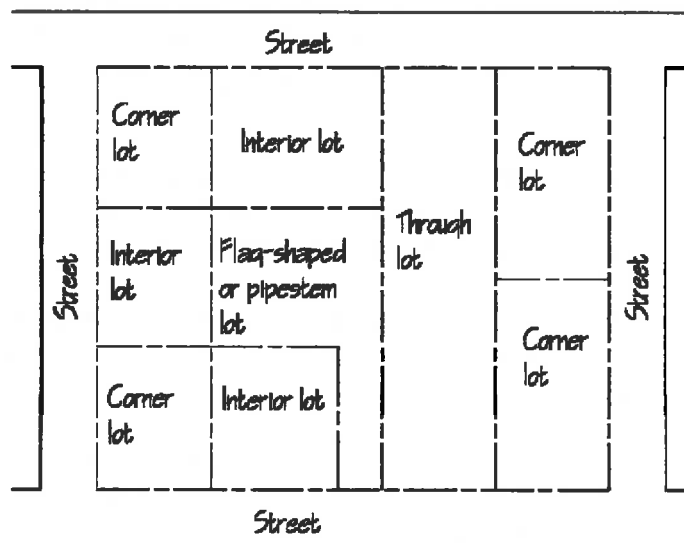 Street
Corner
lot
Interior lot
Corner
lot
Through
lot
Interior
lot
Flag-shaped
or pipestem
lot
Street
Street
Corner
lot
Interior lot
Corner
lot
Street